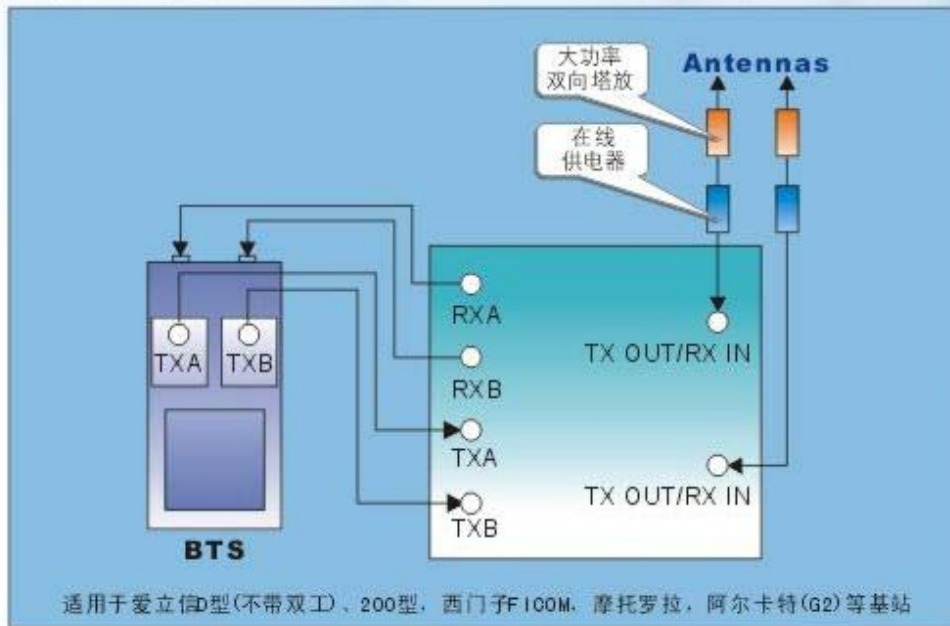 大功率
双向塔放
Antennas
在线
供电器
RXA
TX OUT/RX IN
TXA
TXB
RXB
TXA
TX OUT/RX IN
TXB
BTS
适用于爱立信D型(不带双工)、200型，西门子FICOM，摩托罗拉，阿尔卡特(G2)等基站